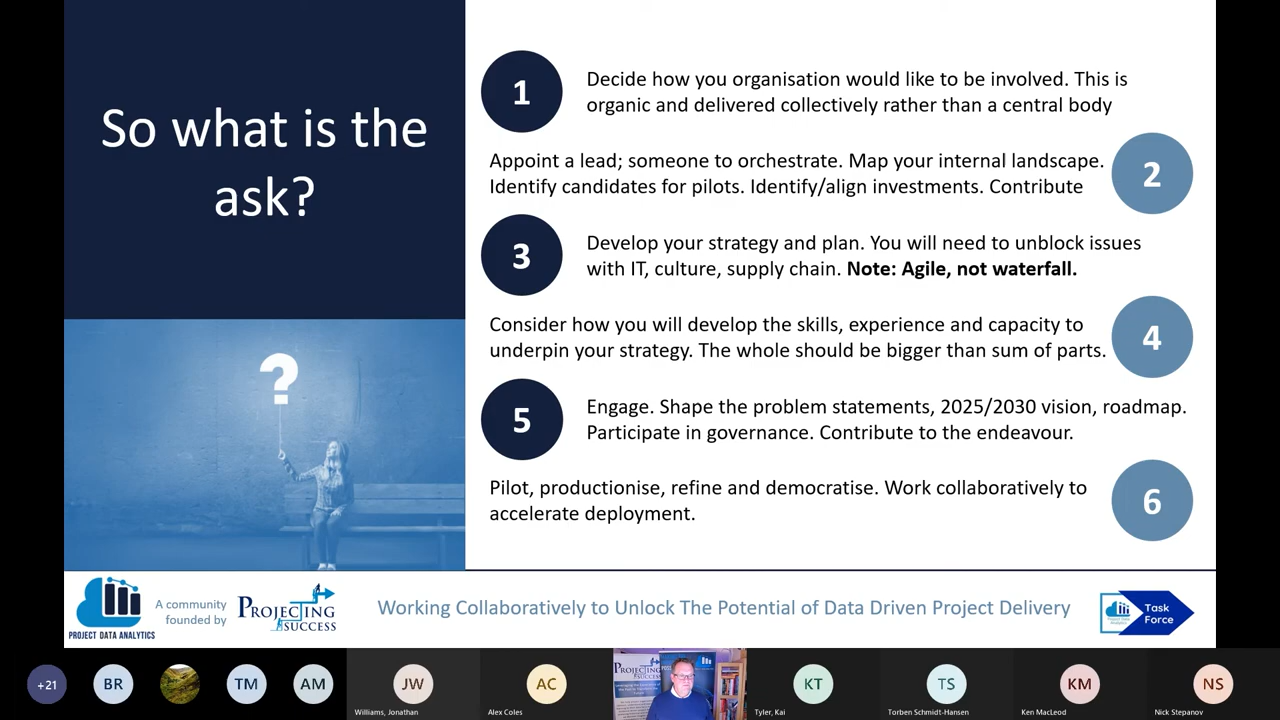 So what is the
ask?
1
Decide how you organisation would like to be involved. This is
organic and delivered collectively rather than a central body
Appoint a lead; someone to orchestrate. Map your internal landscape.
Identify candidates for pilots. Identify/align investments. Contribute
2
3
Develop your strategy and plan. You will need to unblock issues
with IT, culture, supply chain. Note: Agile, not waterfall.
Consider how you will develop the skills, experience and capacity to
underpin your strategy. The whole should be bigger than sum of parts.
4
5
Engage. Shape the problem statements, 2025/2030 vision, roadmap.
Participate in governance. Contribute to the endeavour.
Pilot, productionise, refine and democratise. Work collaboratively to
accelerate deployment.
6
?
PROJECT DATA ANALYTICS
A community
founded by
PROJECTING
SUCCESS
Working Collaboratively to Unlock The Potential of Data Driven Project Delivery
Task
Force
+21
BR
TM
AM
JW
Williams, Jonathan
AC
Alex Coles
PROJECTING
KT
Tyler, Kai
TS
Torben Schmidt-Hansen
KM
Ken MacLeod
NS
Nick Stepanov